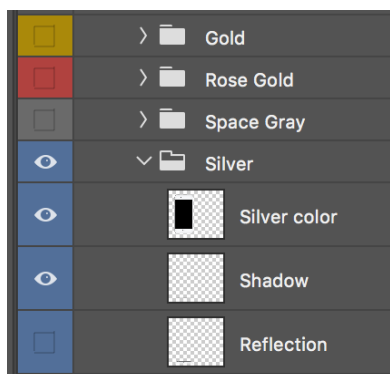 Gold
Rose Gold
Space Gray
Silver
Silver color
Shadow
Reflection